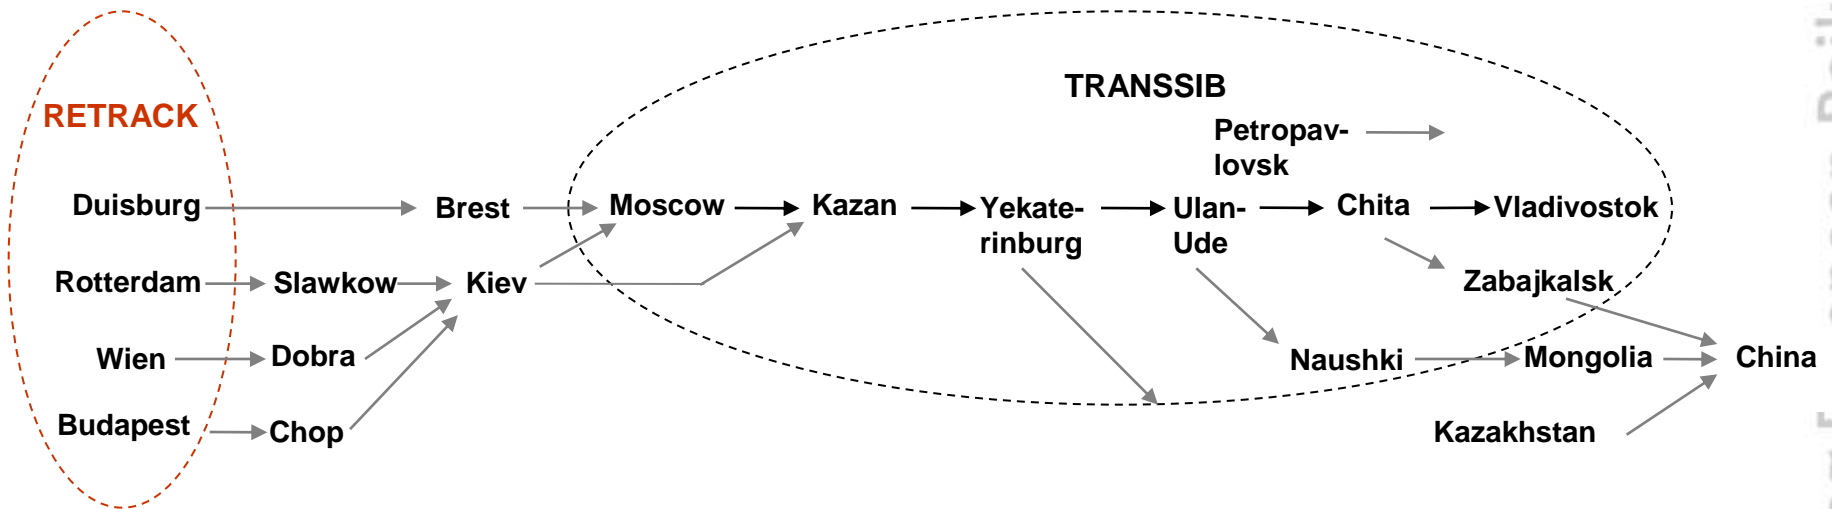 RETRACK
TRANSSIB
Petropav-
lovsk
Duisburg
Brest
Moscow
Kazan
Yekate-
rinburg
Ulan-
Ude
Chita
Vladivostok
Rotterdam
Slawkow
Kiev
Zabajkalsk
Wien
Dobra
Naushki
Mongolia
China
Budapest
Chop
Kazakhstan